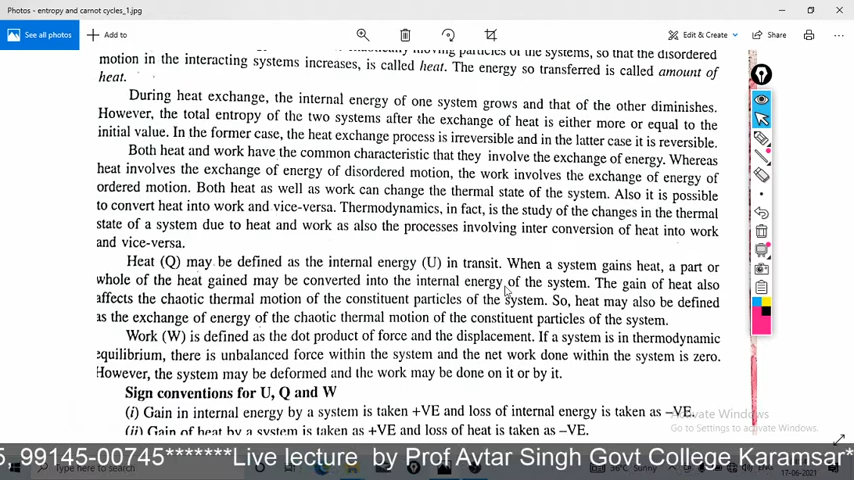 Photos - entropy and carnot cycles_1.jpg
See all photos
Add to
Edit & Create
Share
moving particles of the systems, so that the disordered
motion in the interacting systems increases, is called heat. The energy so transferred is called amount of
heat.
During heat exchange, the internal energy of one system grows and that of the other diminishes.
However, the total entropy of the two systems after the exchange of heat is either more or equal to the
initial value. In the former case, the heat exchange process is irreversible and in the latter case it is reversible.
Both heat and work have the common characteristic that they involve the exchange of energy. Whereas
heat involves the exchange of energy of disordered motion, the work involves the exchange of energy of
ordered motion. Both heat as well as work can change the thermal state of the system. Also it is possible
to convert heat into work and vice-versa. Thermodynamics, in fact, is the study of the changes in the thermal
state of a system due to heat and work as also the processes involving inter conversion of heat into work
and vice-versa.
Heat (Q) may be defined as the internal energy (U) in transit. When a system gains heat, a part or
whole of the heat gained may be converted into the internal energy of the system. The gain of heat also
affects the chaotic thermal motion of the constituent particles of the system. So, heat may also be defined
as the exchange of energy of the chaotic thermal motion of the constituent particles of the system.
Work (W) is defined as the dot product of force and the displacement. If a system is in thermodynamic
equilibrium, there is unbalanced force within the system and the net work done within the system is zero.
However, the system may be deformed and the work may be done on it or by it.
Sign conventions for U, Q and W
(i) Gain in internal energy by a system is taken +VE and loss of internal energy is taken as –VE.
(ii) Gain of heat by a system is taken as +VE and loss of heat is taken as –VE.
Activate Windows
Go to Settings to activate Windows.
5, 99145-00745*******Live lecture by Prof Avtar Singh Govt College Karamsar*
Type here to search
36°C Sunny
17-06-2021